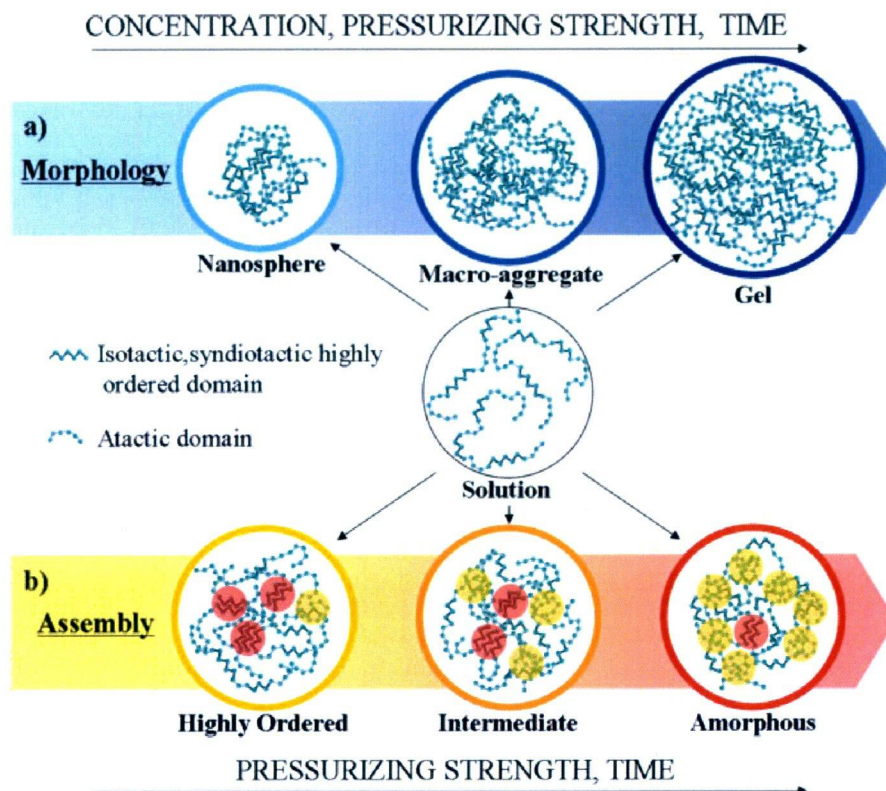 CONCENTRATION, PRESSURIZING STRENGTH, TIME
a)
Morphology
Nanosphere
Macro-aggregate
Gel
Isotactic,syndiotactic highly
ordered domain
Atactic domain
Solution
b)
Assembly
Highly Ordered
Intermediate
Amorphous
PRESSURIZING STRENGTH, TIME